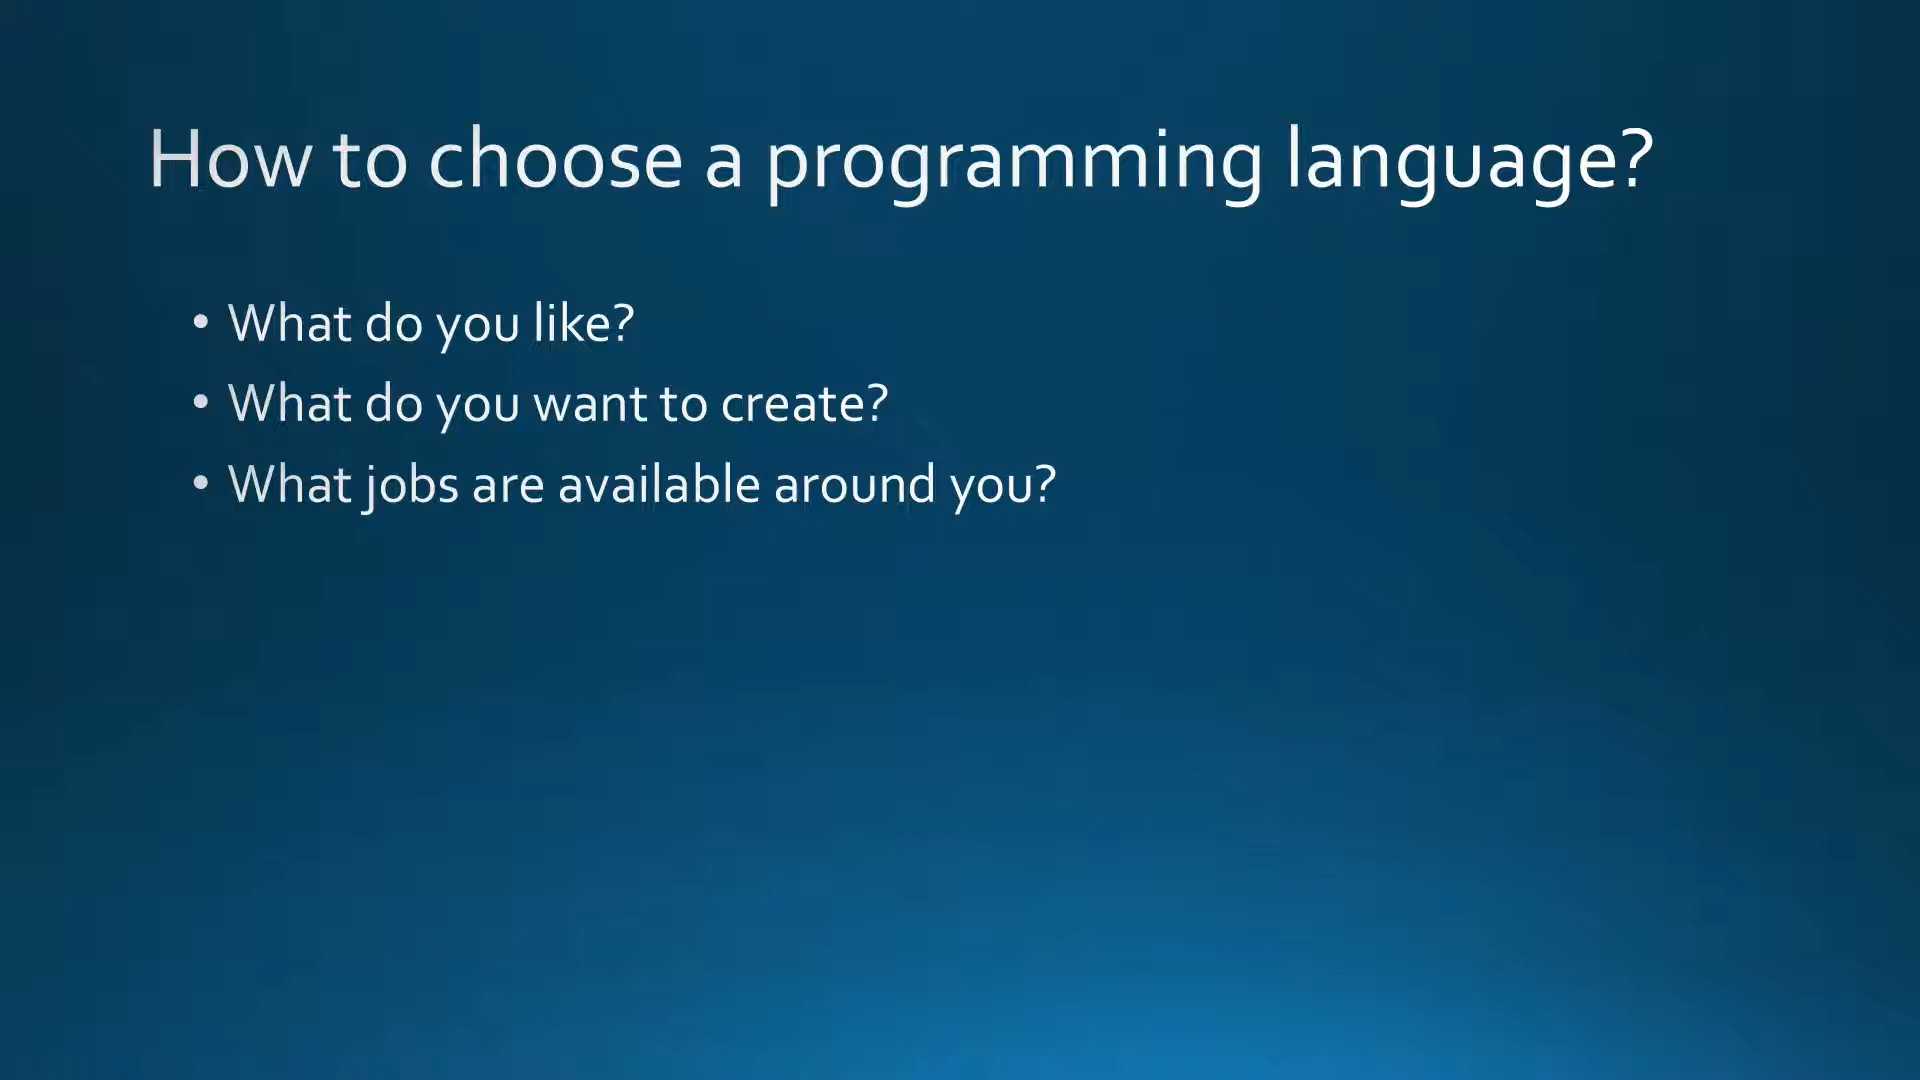 How to choose a programming language?
• What do you like?
• What do you want to create?
• What jobs are available around you?